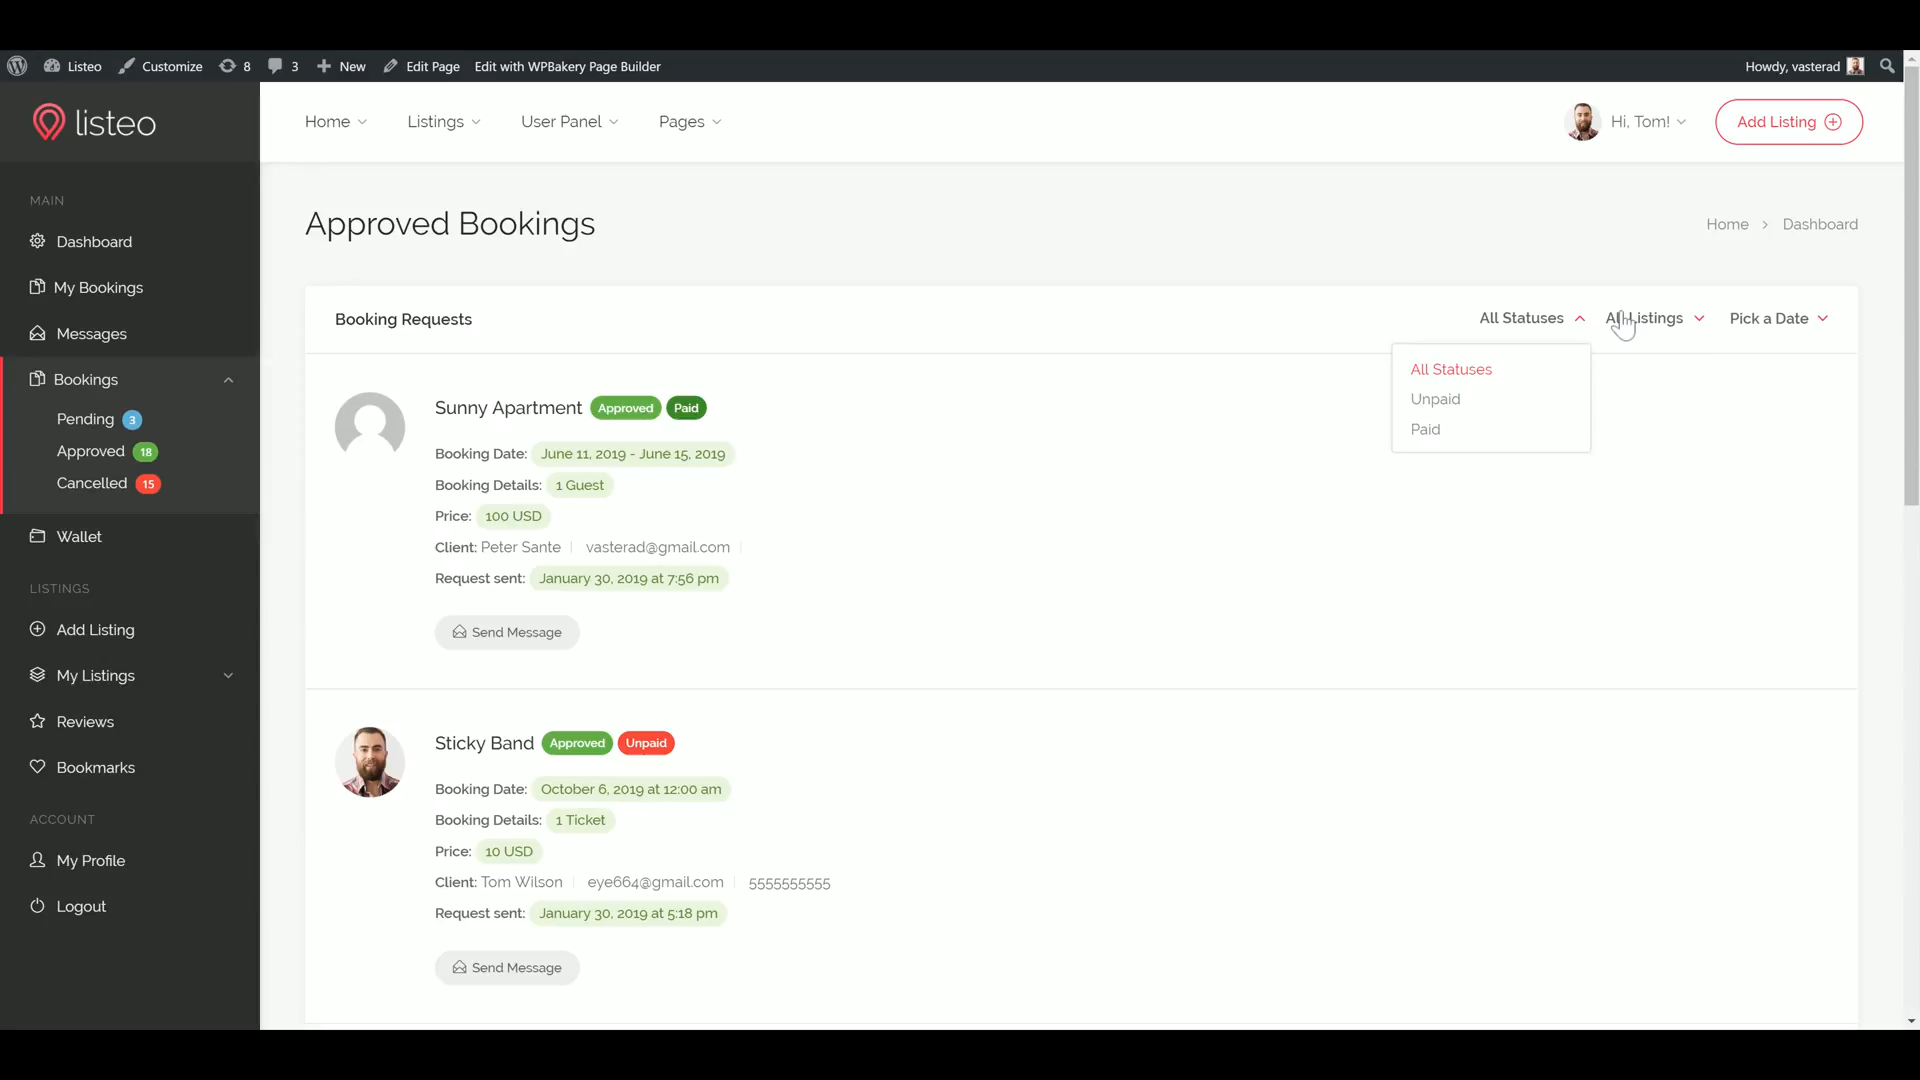 Listeo Customize 8 3 New Edit Page Edit with WPBakery Page Builder Howdy, vasterad
listeo
Home Listings User Panel Pages Hi, Tom! Add Listing
MAIN
Dashboard
My Bookings
Messages
Bookings
Pending 3
Approved 18
Cancelled 15
Wallet
LISTINGS
Add Listing
My Listings
Reviews
Bookmarks
ACCOUNT
My Profile
Logout
Approved Bookings
Home > Dashboard
Booking Requests
All Statuses All Listings Pick a Date
All Statuses
Unpaid
Paid
Sunny Apartment Approved Paid
Booking Date: June 11, 2019 - June 15, 2019
Booking Details: 1 Guest
Price: 100 USD
Client: Peter Sante vasterad@gmail.com
Request sent: January 30, 2019 at 7:56 pm
Send Message
Sticky Band Approved Unpaid
Booking Date: October 6, 2019 at 12:00 am
Booking Details: 1 Ticket
Price: 10 USD
Client: Tom Wilson eye664@gmail.com 5555555555
Request sent: January 30, 2019 at 5:18 pm
Send Message